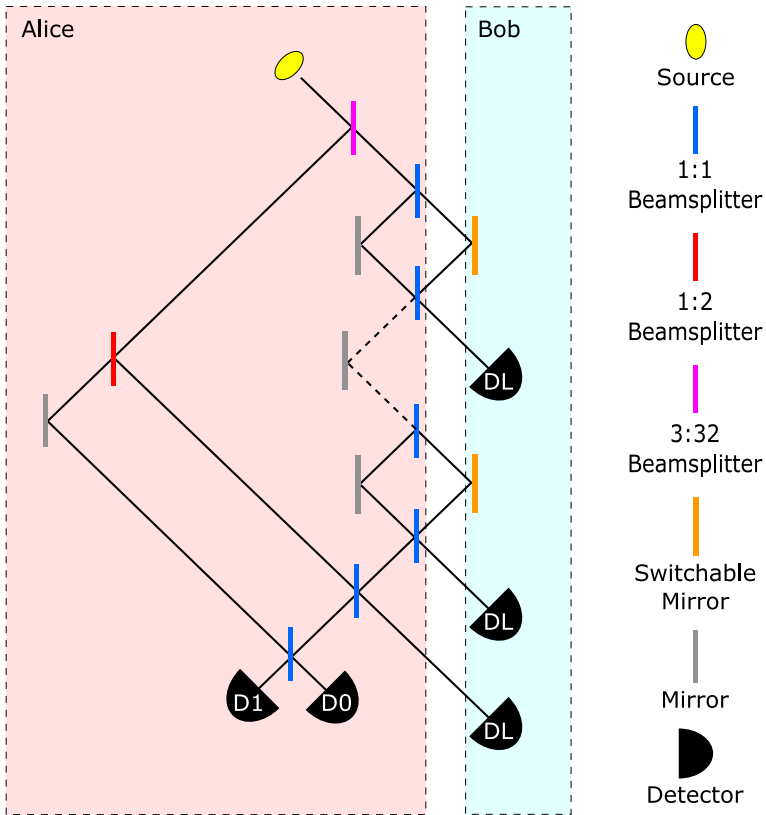 Alice
Bob
DL
DL
D1
D0
DL
Source
1:1
Beamsplitter
1:2
Beamsplitter
3:32
Beamsplitter
Switchable
Mirror
Mirror
Detector